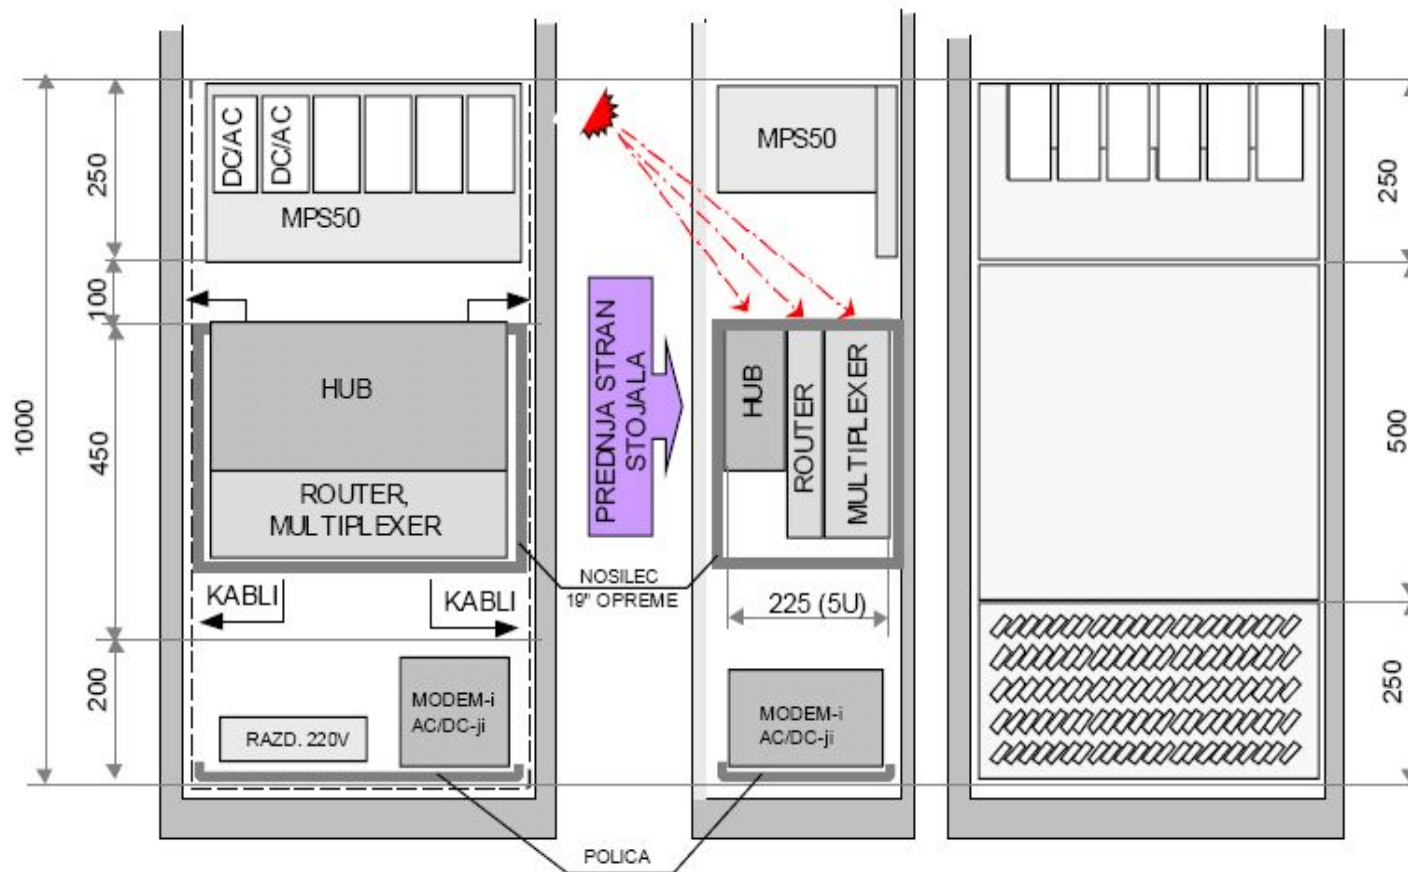 1000
250
100
450
200
DC/AC
DC/AC
MPS50
HUB
ROUTER,
MULTIPLEXER
KABLI
KABLI
RAZD. 220V
MODEM-i
AC/DC-ji
PREDNJA STRAN
STOJALA
NOSILEC
19" OPREME
POLICA
MPS50
HUB
ROUTER
MULTIPLEXER
225 (5U)
MODEM-i
AC/DC-ji
250
500
250